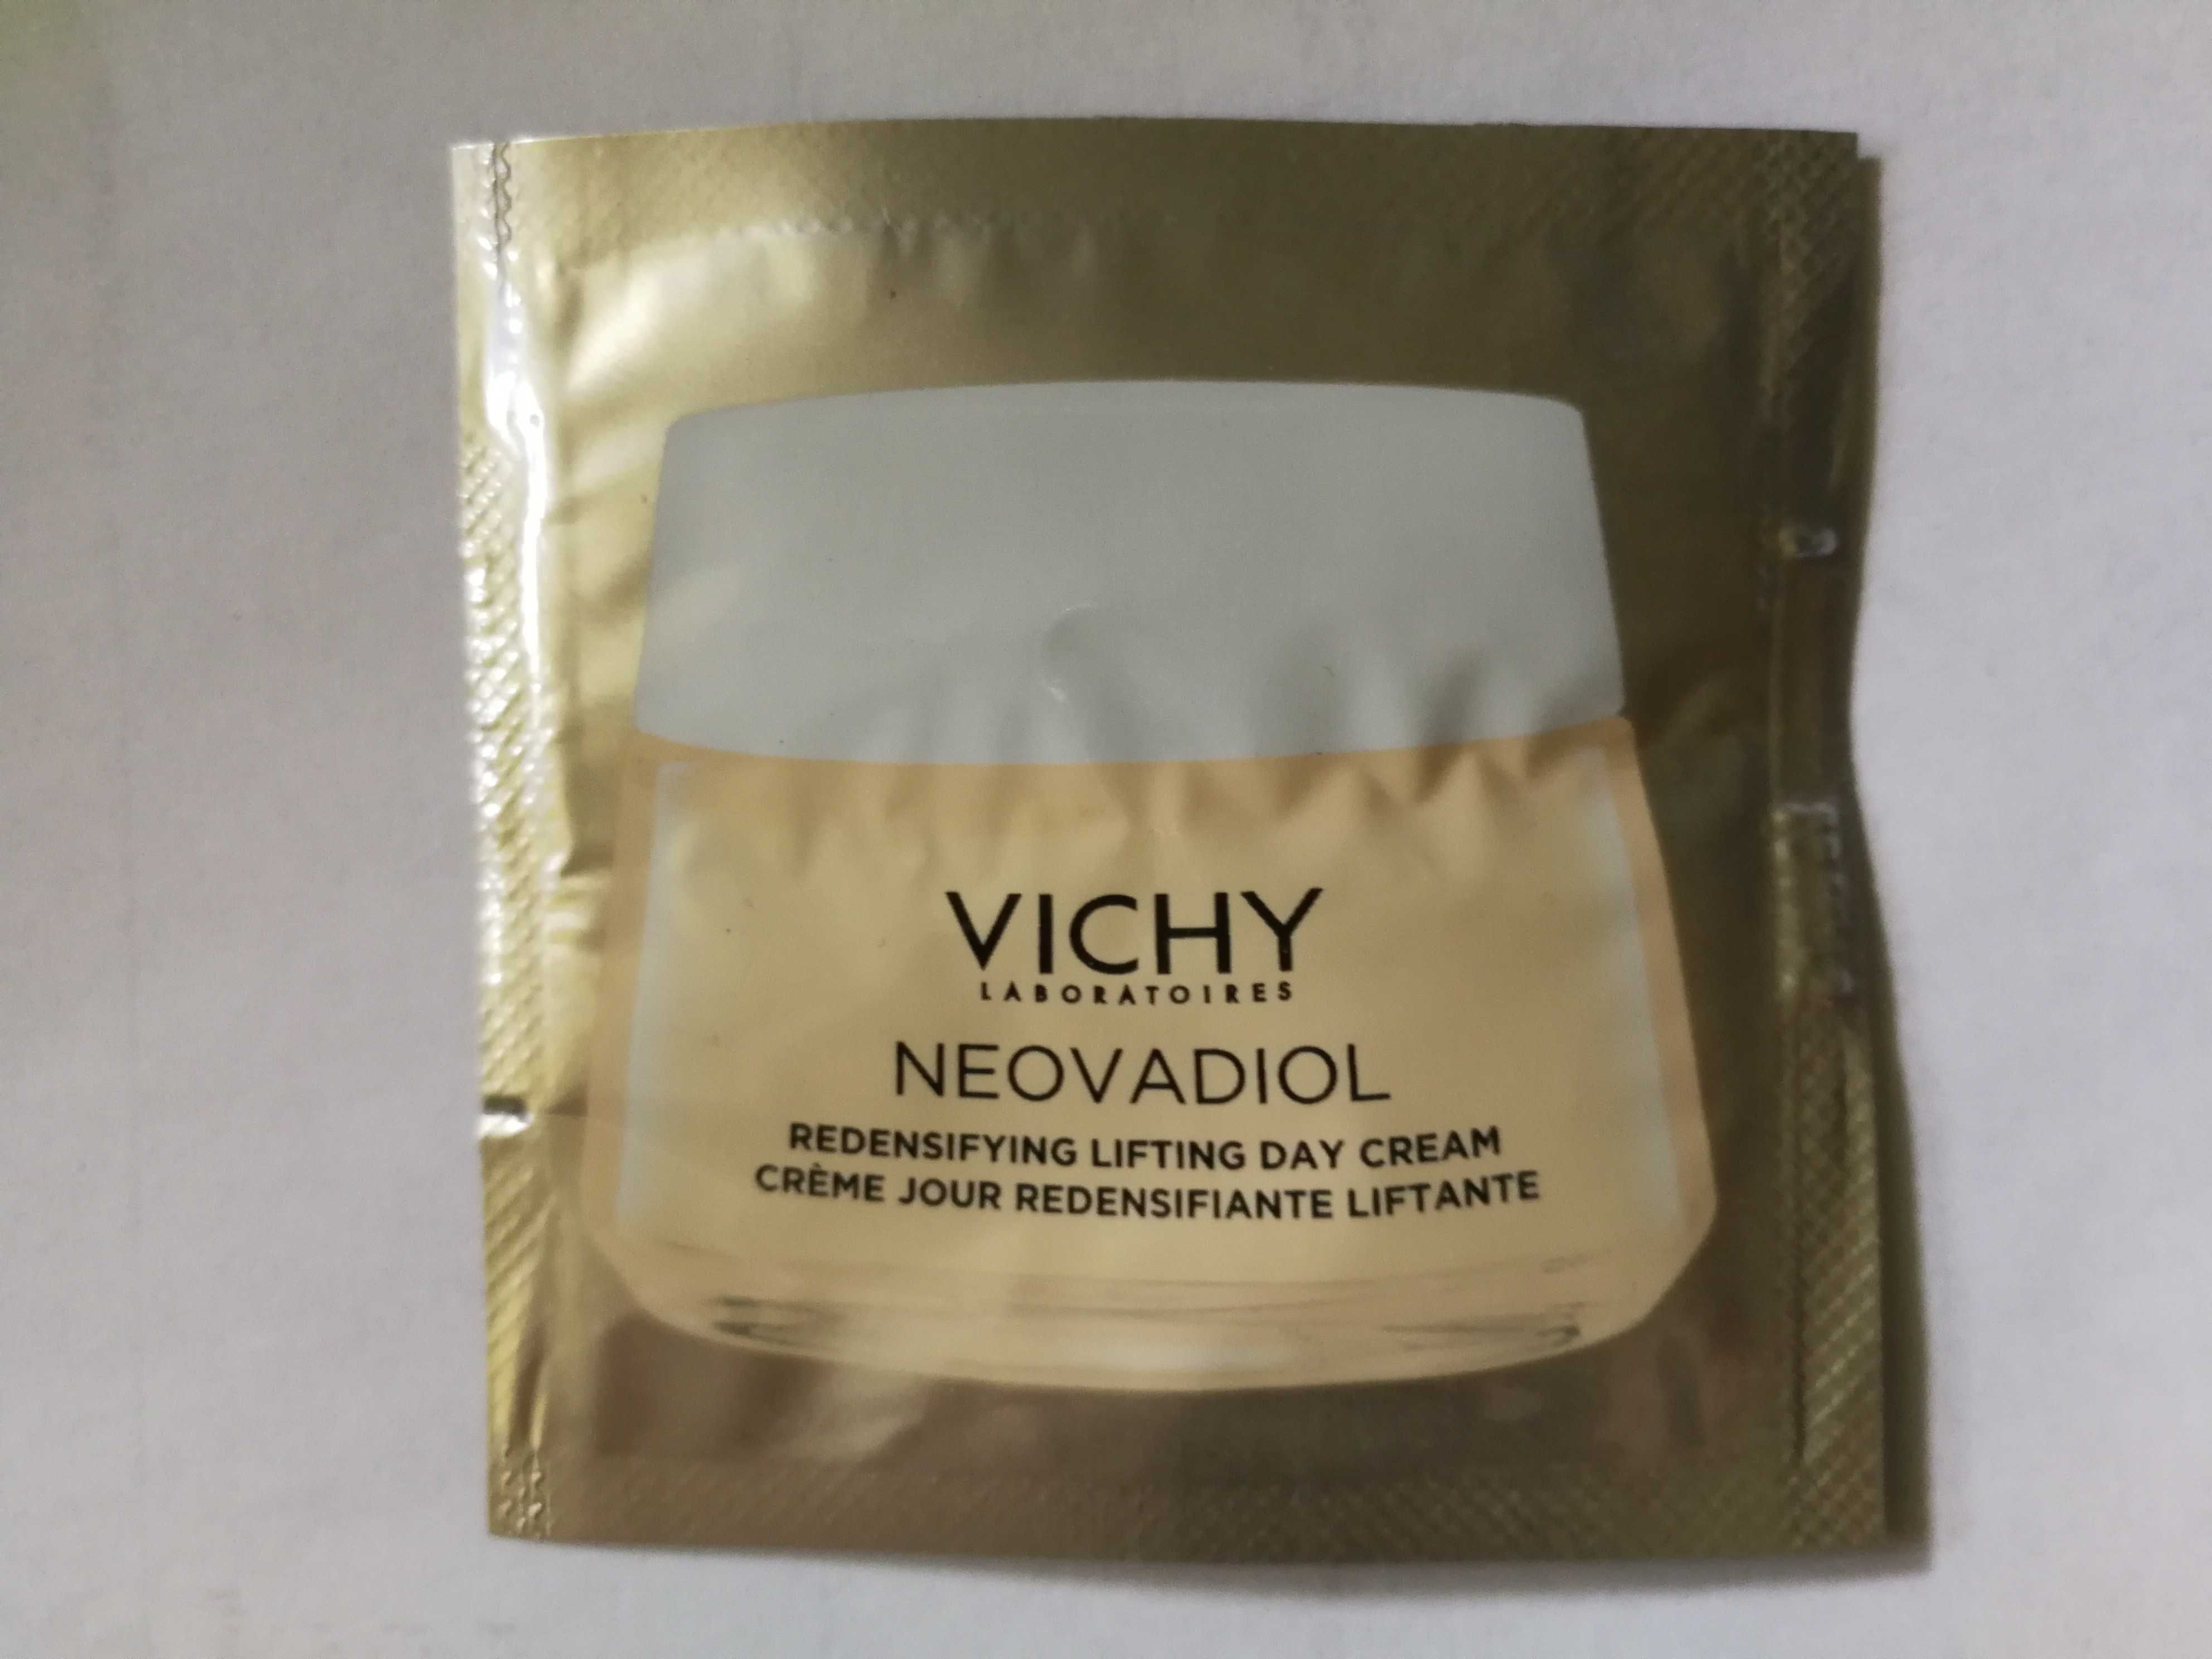 VICHY
LABORATOIRES
NEOVADIOL
REDENSIFYING LIFTING DAY CREAM
CRÈME JOUR REDENSIFIANTE LIFTANTE